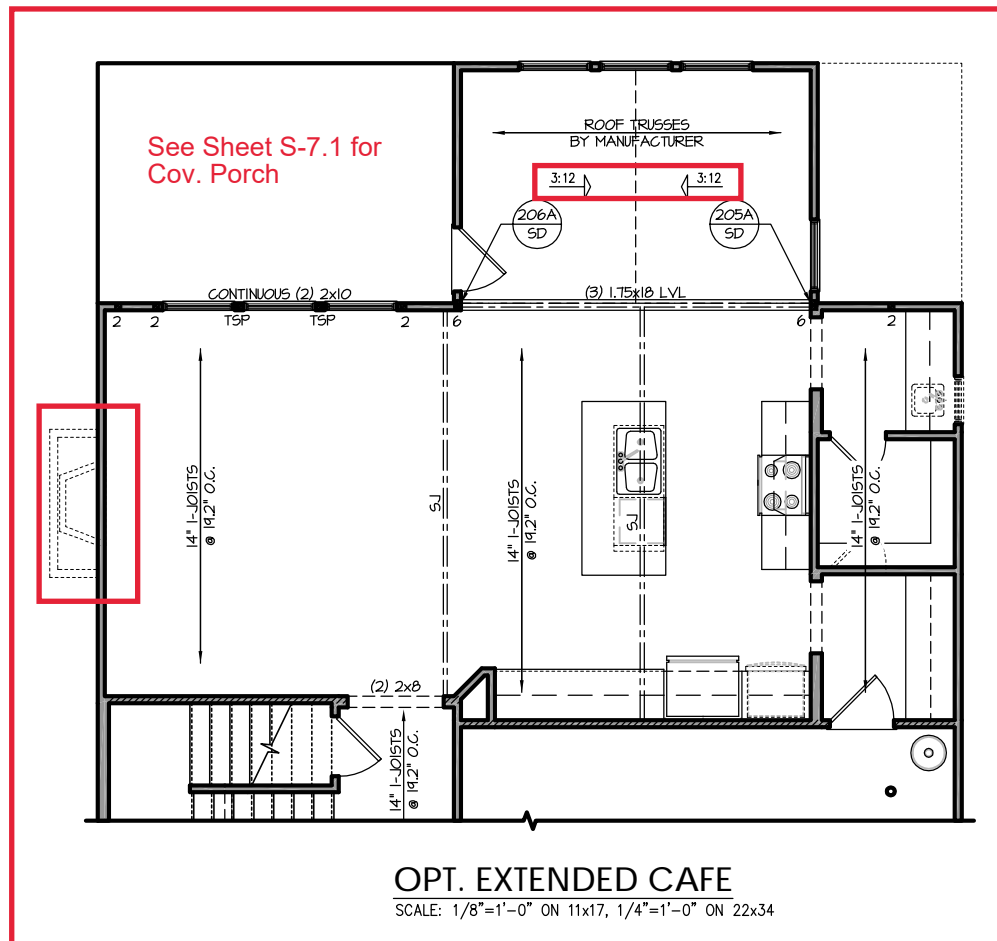 See Sheet S-7.1 for
Cov. Porch
ROOF TRUSSES
BY MANUFACTURER
3:12
3:12
206A
SD
205A
SD
CONTINUOUS (2) 2x10
(3) 1.75x18 LVL
2
2
TSP
TSP
2
6
6
2
14" I-JOISTS
@ 19.2" O.C.
SJ
14" I-JOISTS
@ 19.2" O.C.
SJ
14" I-JOISTS
@ 19.2" O.C.
(2) 2x8
14" I-JOISTS
@ 19.2" O.C.
OPT. EXTENDED CAFE
SCALE: 1/8"=1'-0" ON 11x17, 1/4"=1'-0" ON 22x34